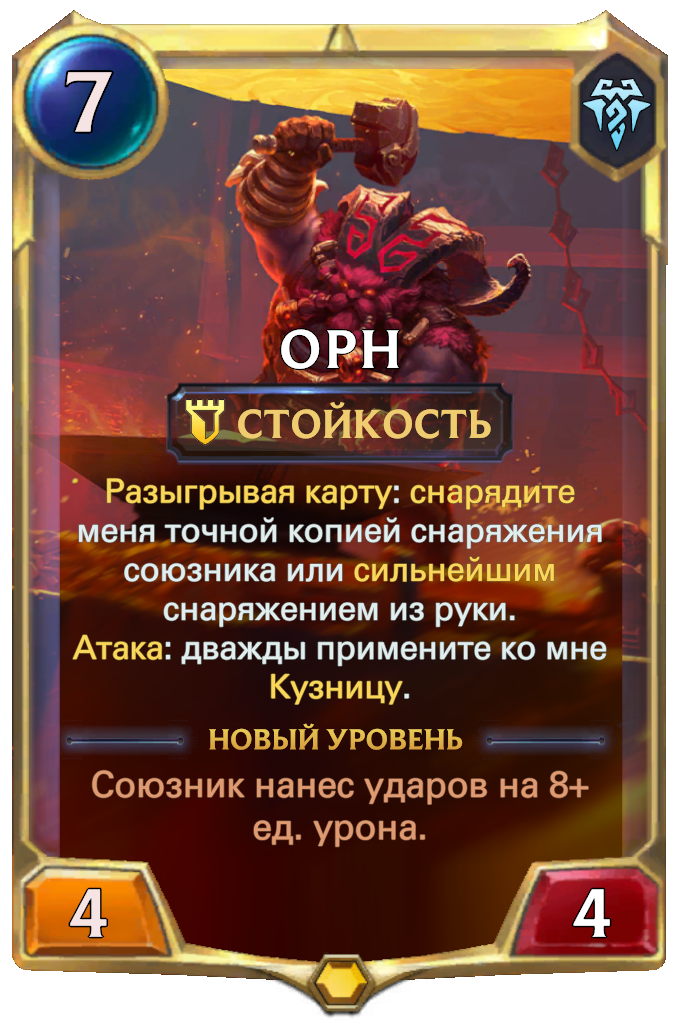 7
ОРН
СТОЙКОСТЬ
Разыгрывая карту: снарядите
меня точной копией снаряжения
союзника или сильнейшим
снаряжением из руки.
Атака: дважды примените ко мне
Кузницу.
НОВЫЙ УРОВЕНЬ
Союзник нанес ударов на 8+
ед. урона.
4
4